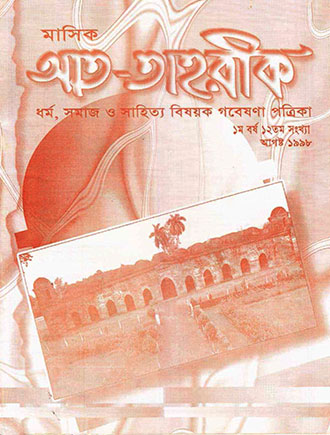 মাসিক
আত-তাহরীক
ধর্ম, সমাজ ও সাহিত্য বিষয়ক গবেষণা পত্রিকা
১ম বর্ষ ১২তম সংখ্যা
আগষ্ট ১৯৯৮